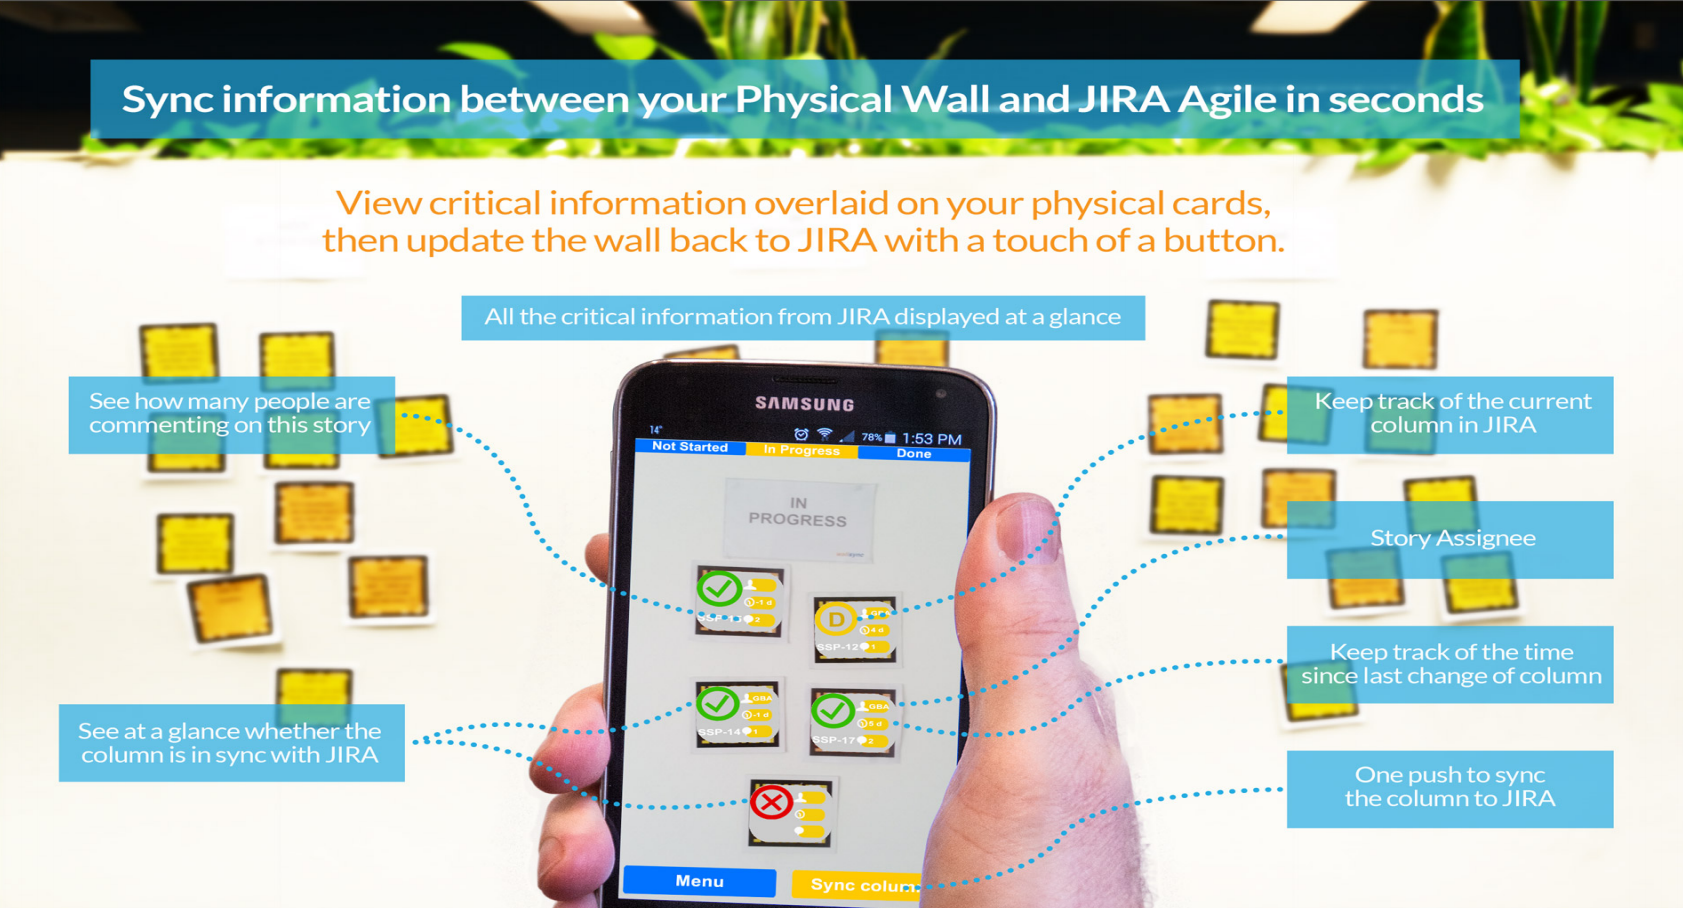 Sync information between your Physical Wall and JIRA Agile in seconds
View critical information overlaid on your physical cards,
then update the wall back to JIRA with a touch of a button.
All the critical information from JIRA displayed at a glance
See how many people are
commenting on this story
Keep track of the current
column in JIRA
Story Assignee
Keep track of the time
since last change of column
See at a glance whether the
column is in sync with JIRA
One push to sync
the column to JIRA
SAMSUNG
14°
78% 1:53 PM
Not Started In Progress Done
IN
PROGRESS
-1 d
2
D
GBA
4 d
SSP-12 1
GBA
-1 d
SSP-14 1
GBA
5 d
SSP-17 2
Menu Sync colum